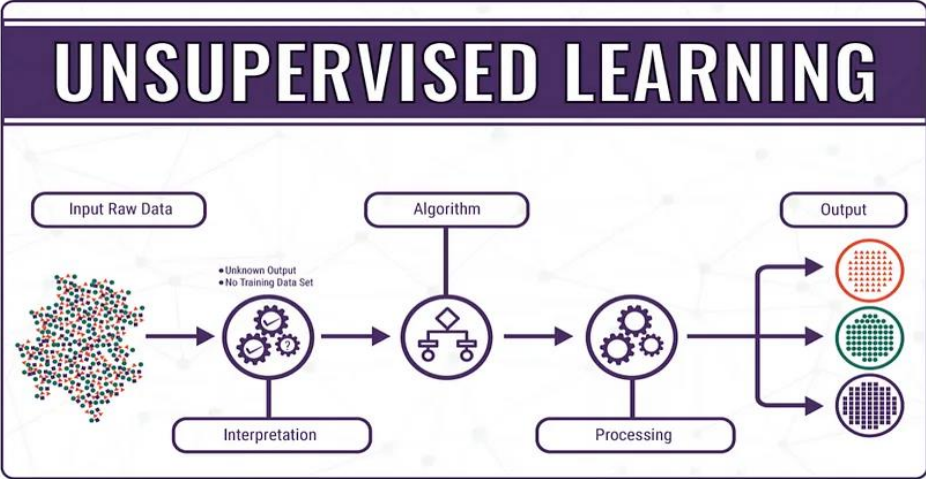 UNSUPERVISED LEARNING
Input Raw Data
Algorithm
Output
•Unknown Output
•No Training Data Set
?
Interpretation
Processing